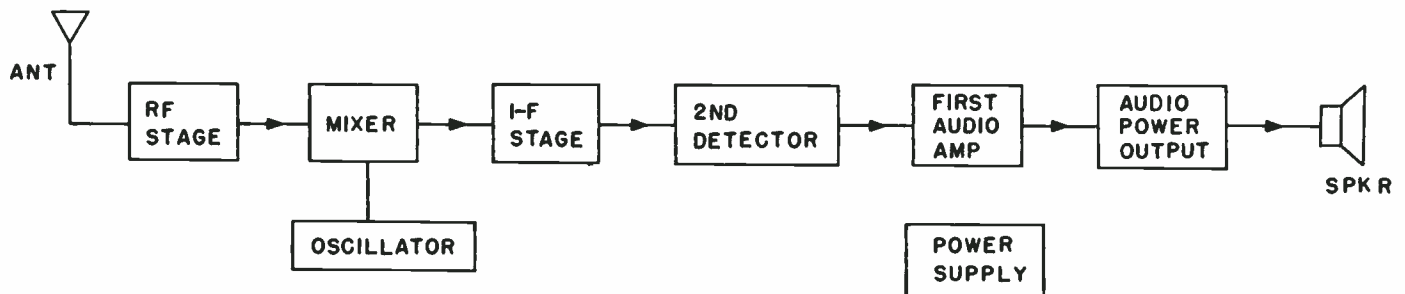 ANT
RF
STAGE
MIXER
I-F
STAGE
2ND
DETECTOR
FIRST
AUDIO
AMP
AUDIO
POWER
OUTPUT
SPKR
OSCILLATOR
POWER
SUPPLY